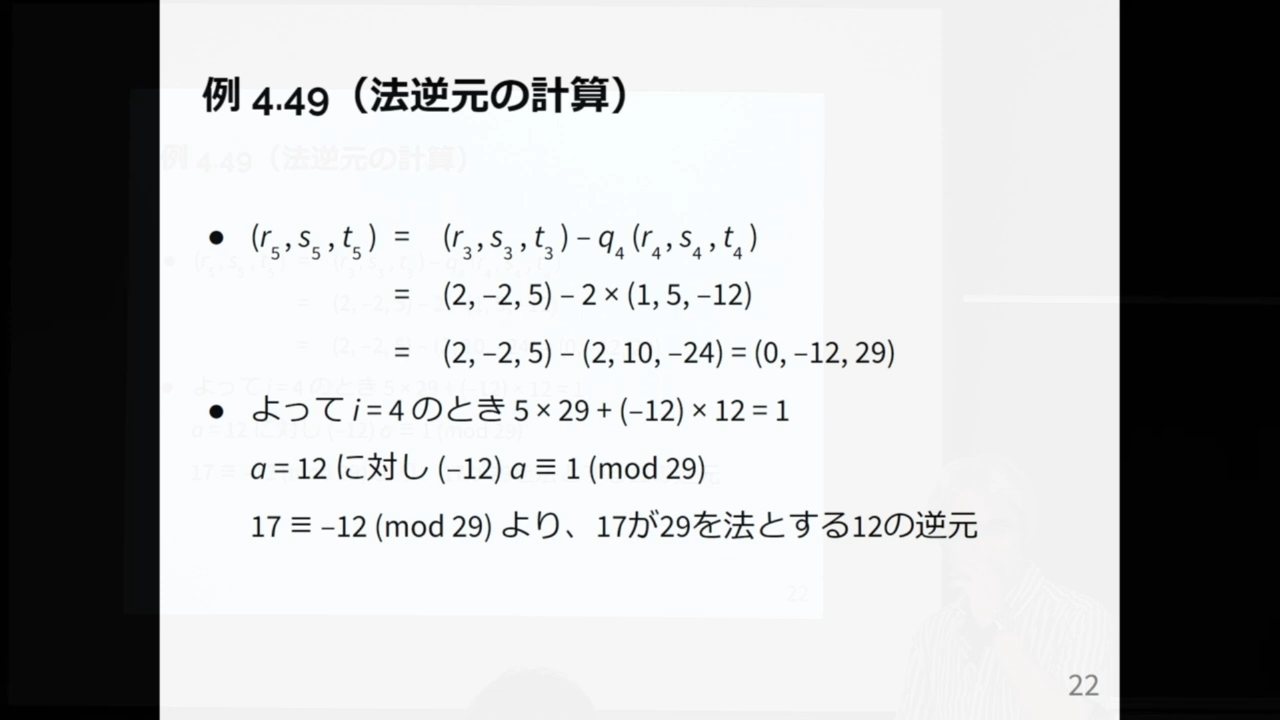 例 4.49（法逆元の計算）
● (r₅, s₅, t₅) = (r₃, s₃, t₃) – q₄ (r₄, s₄, t₄)
= (2, –2, 5) – 2 × (1, 5, –12)
= (2, –2, 5) – (2, 10, –24) = (0, –12, 29)
● よって i = 4 のとき 5 × 29 + (–12) × 12 = 1
a = 12 に対し (–12) a ≡ 1 (mod 29)
17 ≡ –12 (mod 29) より、17が29を法とする12の逆元
22